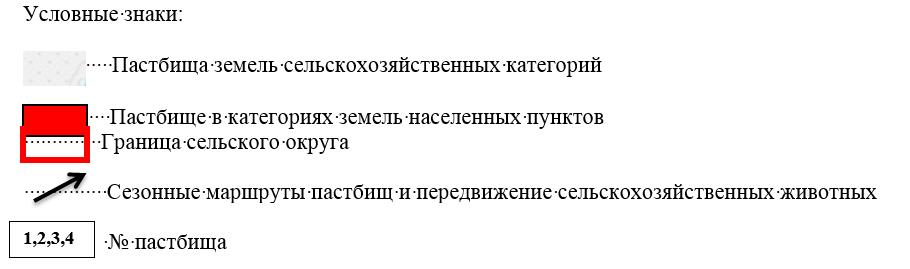 Условные знаки:
Пастбища земель сельскохозяйственных категорий
Пастбище в категориях земель населенных пунктов
Граница сельского округа
Сезонные маршруты пастбищ и передвижение сельскохозяйственных животных
1,2,3,4 № пастбища